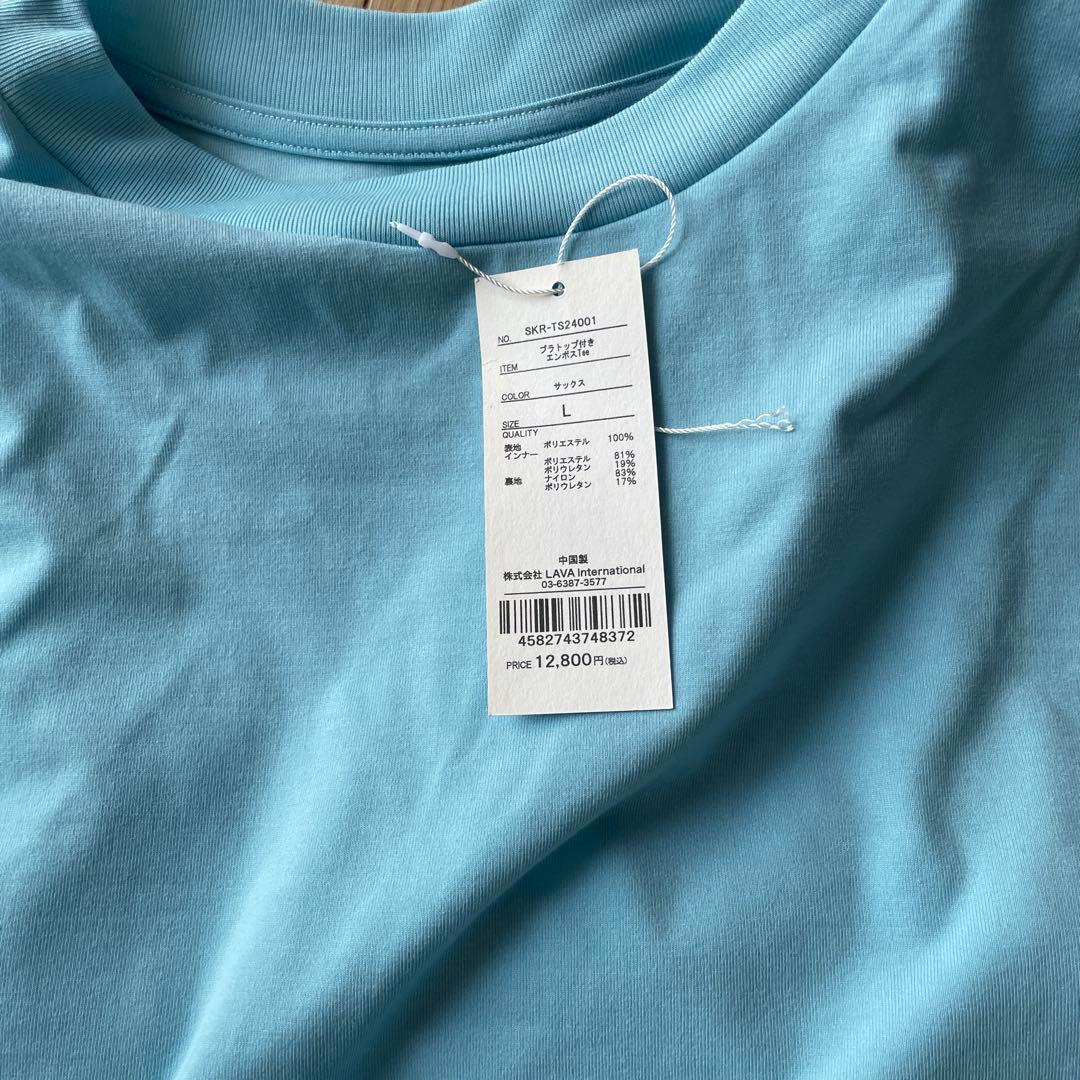 NO. SKR-TS24001
ブラトップ付き
エンボスTee
ITEM
COLOR サックス
SIZE L
QUALITY
表地 ポリエステル 100%
インナー ポリエステル 81%
ポリウレタン 19%
裏地 ナイロン 83%
ポリウレタン 17%
中国製
株式会社 LAVA International
03-6387-3577
4582743748372
PRICE 12,800円(税込)